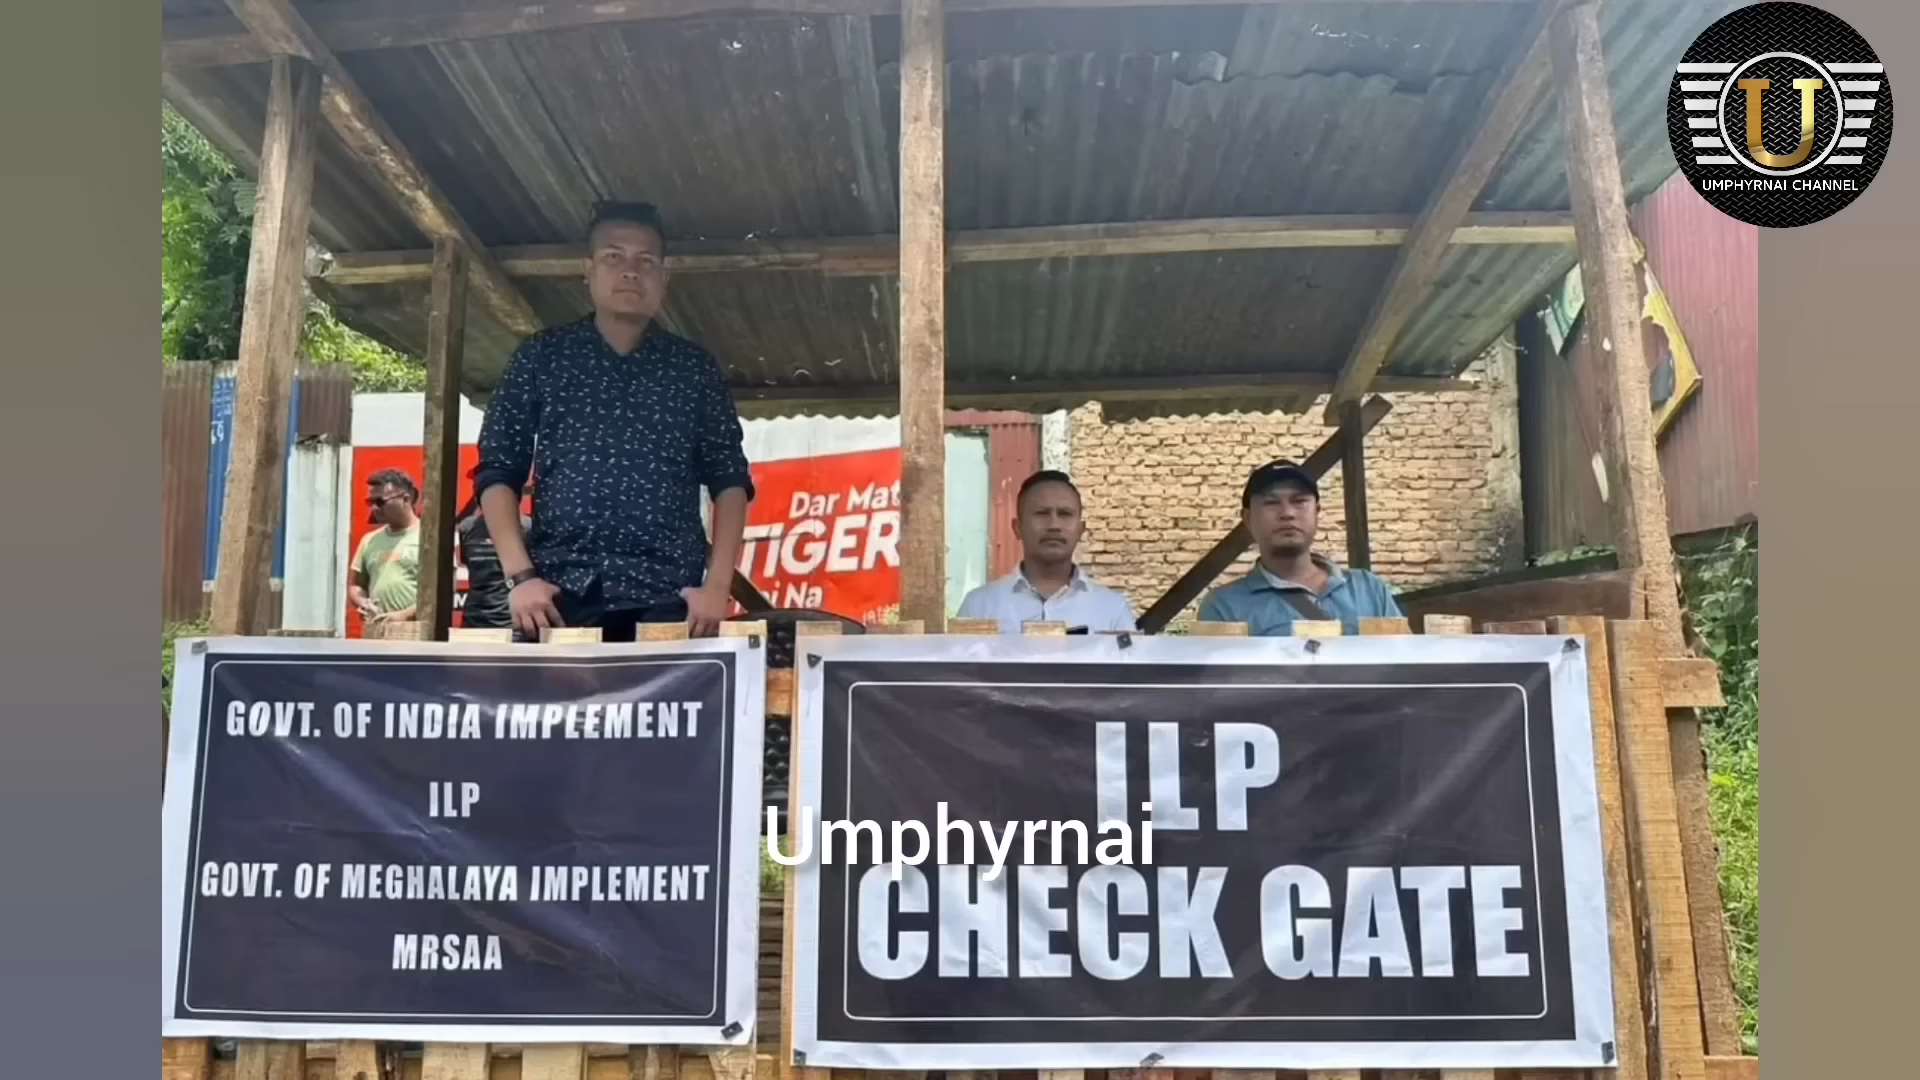 U
UMPHYRNAI CHANNEL
Dar Mat
TIGER
Na
GOVT. OF INDIA IMPLEMENT
ILP
GOVT. OF MEGHALAYA IMPLEMENT
MRSAA
ILP
CHECK GATE
Umphyrnai